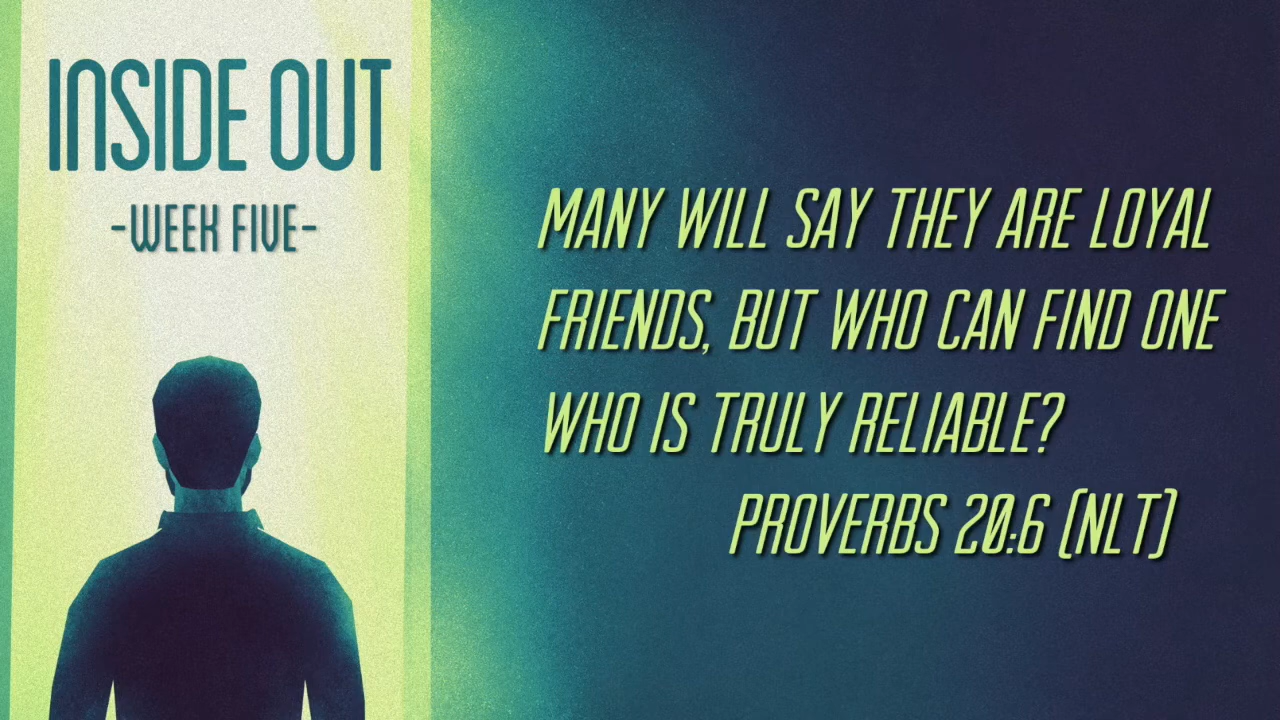 INSIDE OUT
-WEEK FIVE-
MANY WILL SAY THEY ARE LOYAL
FRIENDS, BUT WHO CAN FIND ONE
WHO IS TRULY RELIABLE?
PROVERBS 20:6 (NLT)